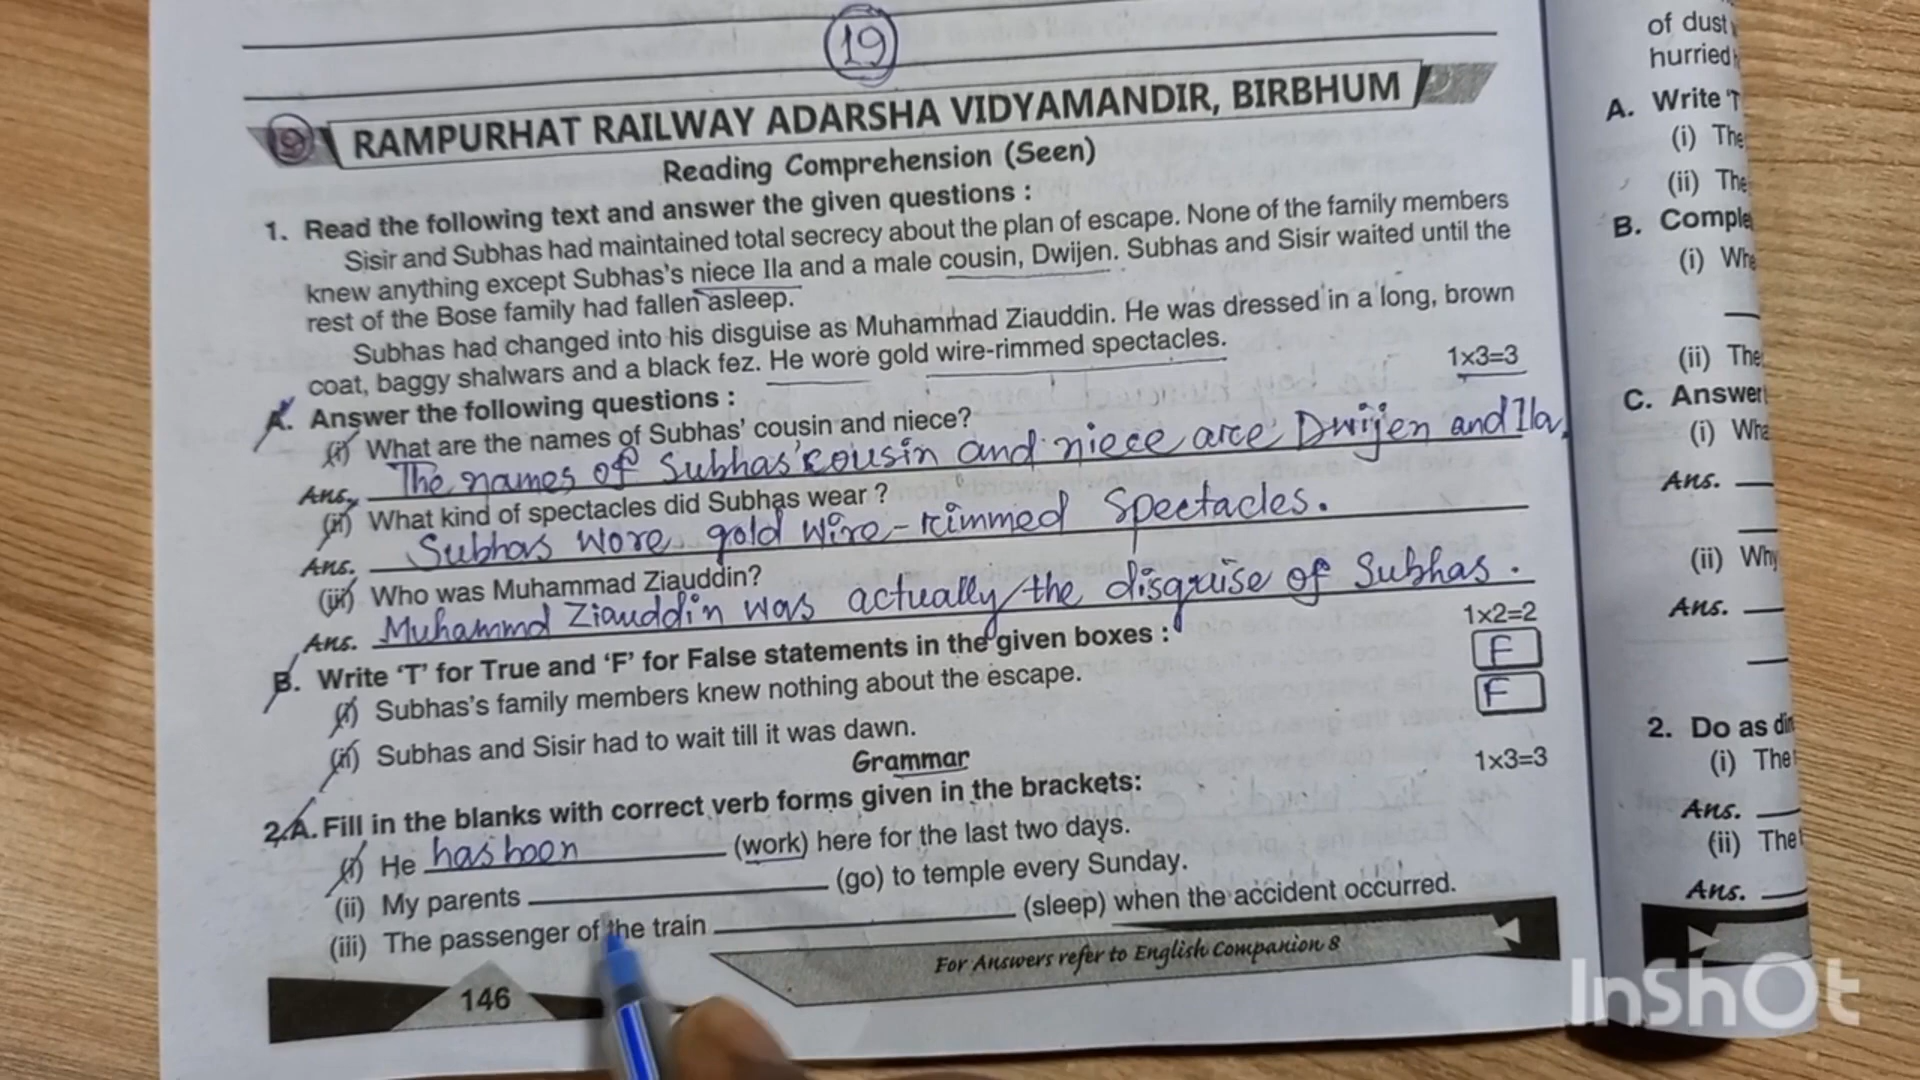 19
9 RAMPURHAT RAILWAY ADARSHA VIDYAMANDIR, BIRBHUM
Reading Comprehension (Seen)
1. Read the following text and answer the given questions :
Sisir and Subhas had maintained total secrecy about the plan of escape. None of the family members
knew anything except Subhas's niece Ila and a male cousin, Dwijen. Subhas and Sisir waited until the
rest of the Bose family had fallen asleep.
Subhas had changed into his disguise as Muhammad Ziauddin. He was dressed in a long, brown
coat, baggy shalwars and a black fez. He wore gold wire-rimmed spectacles.
A. Answer the following questions : 1×3=3
(i) What are the names of Subhas' cousin and niece?
Ans. The names of Subhas' cousin and niece are Dwijen and Ila.
(ii) What kind of spectacles did Subhas wear ?
Ans. Subhas wore gold wire-rimmed spectacles.
(iii) Who was Muhammad Ziauddin?
Ans. Muhammd Ziauddin was actually the disguise of Subhas.
B. Write 'T' for True and 'F' for False statements in the given boxes : 1×2=2
(i) Subhas's family members knew nothing about the escape. F
(ii) Subhas and Sisir had to wait till it was dawn. F
Grammar
2.A. Fill in the blanks with correct verb forms given in the brackets: 1×3=3
(i) He has been (work) here for the last two days.
(ii) My parents (go) to temple every Sunday.
(iii) The passenger of the train (sleep) when the accident occurred.
For Answers refer to English Companion 8
146
of dust
hurried
A. Write 'T
(i) The
(ii) The
B. Comple
(i) Whe
(ii) The
C. Answer
(i) Wha
Ans.
(ii) Why
Ans.
2. Do as dir
(i) The
Ans.
(ii) The
Ans.
InShOt